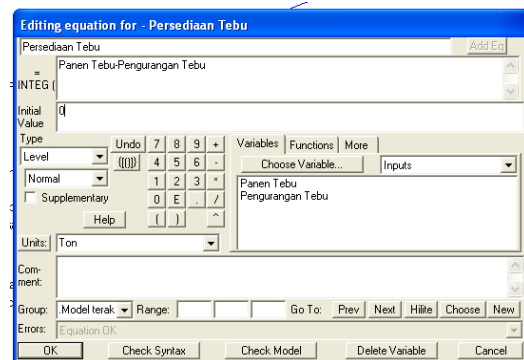 Editing equation for - Persediaan Tebu
Persediaan Tebu Add Eq
= INTEG ( Panen Tebu-Pengurangan Tebu
Initial Value 0
Type Undo 7 8 9 + Variables Functions More
Level {[()]} 4 5 6 - Choose Variable... Inputs
Normal 1 2 3 * Panen Tebu
Supplementary 0 E . / Pengurangan Tebu
Help ( ) ^
Units: Ton
Com-
ment:
Group: .Model terak Range: Go To: Prev Next Hilite Choose New
Errors: Equation OK
OK Check Syntax Check Model Delete Variable Cancel